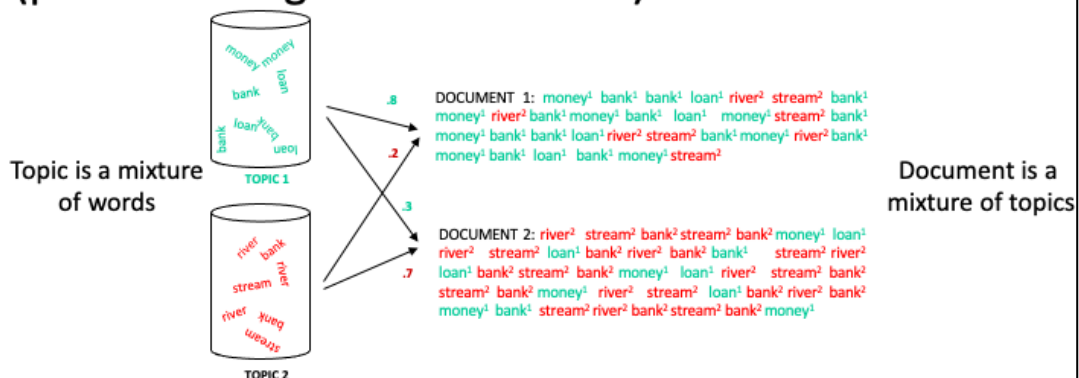 money money
loan
bank
loan
bank
bank
loan
TOPIC 1
Topic is a mixture
of words
river bank
river
stream
river
bank
stream
TOPIC 2
.8
.2
.3
.7
DOCUMENT 1: money¹ bank¹ bank¹ loan¹ river² stream² bank¹
money¹ river² bank¹ money¹ bank¹ loan¹ money¹ stream² bank¹
money¹ bank¹ bank¹ loan¹ river² stream² bank¹ money¹ river² bank¹
money¹ bank¹ loan¹ bank¹ money¹ stream²
DOCUMENT 2: river² stream² bank² stream² bank² money¹ loan¹
river² stream² loan¹ bank² river² bank² bank¹ stream² river²
loan¹ bank² stream² bank² money¹ loan¹ river² stream² bank²
stream² bank² money¹ river² stream² loan¹ bank² river² bank²
money¹ bank¹ stream² river² bank² stream² bank² money¹
Document is a
mixture of topics